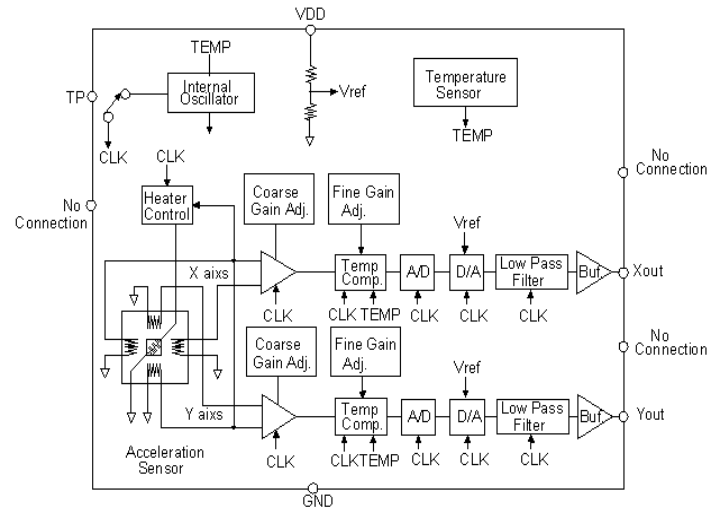 VDD
TEMP
TP
Internal
Oscillator
Vref
Temperature
Sensor
TEMP
CLK
CLK
No
Connection
No
Connection
Heater
Control
Coarse
Gain Adj.
Fine Gain
Adj.
Vref
X aixs
Temp
Comp.
A/D
D/A
Low Pass
Filter
Buf.
Xout
CLK
CLK
TEMP
CLK
CLK
CLK
Coarse
Gain Adj.
Fine Gain
Adj.
Vref
No
Connection
Y aixs
Temp
Comp.
A/D
D/A
Low Pass
Filter
Buf.
Yout
Acceleration
Sensor
CLK
CLK
TEMP
CLK
CLK
CLK
GND